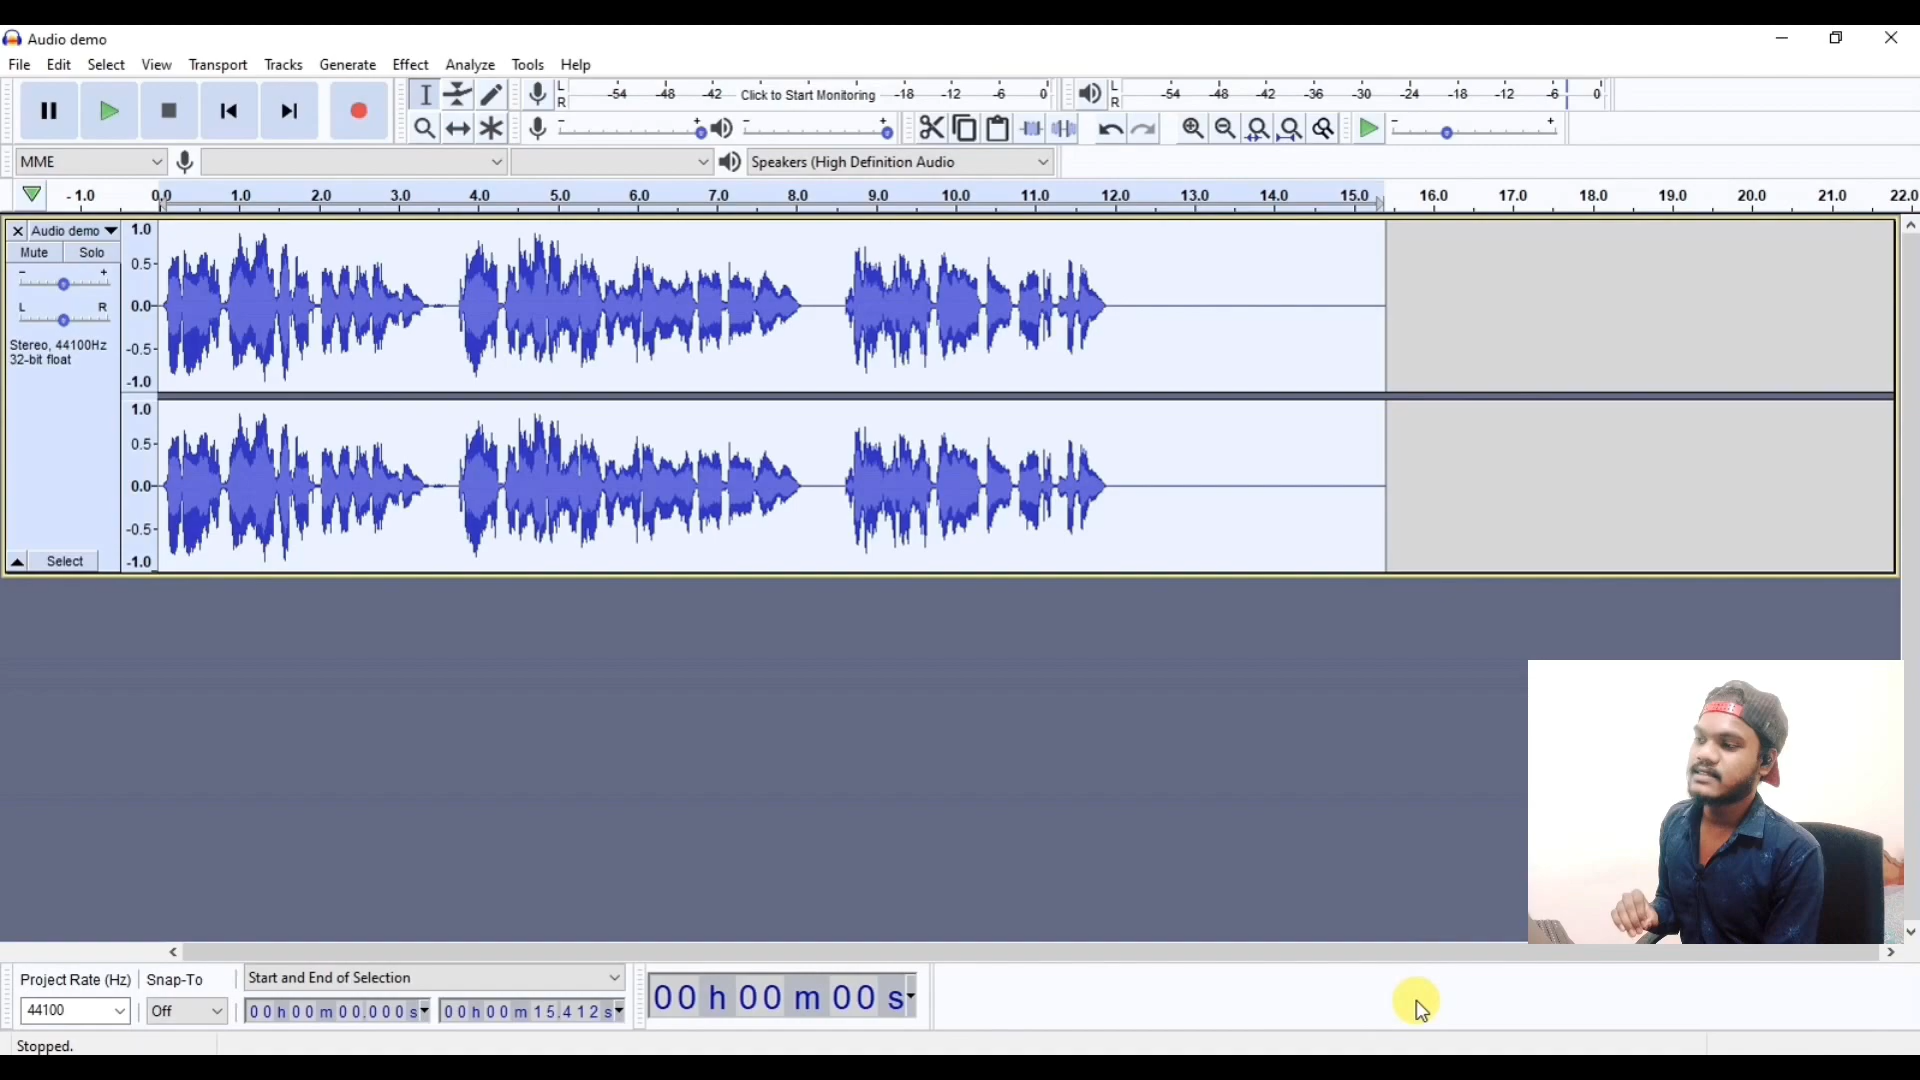 Audio demo
File Edit Select View Transport Tracks Generate Effect Analyze Tools Help
L R -54 -48 -42 Click to Start Monitoring -18 -12 -6 0 L R -54 -48 -42 -36 -30 -24 -18 -12 -6 0
- + - + - +
MME Speakers (High Definition Audio
-1.0 0.0 1.0 2.0 3.0 4.0 5.0 6.0 7.0 8.0 9.0 10.0 11.0 12.0 13.0 14.0 15.0 16.0 17.0 18.0 19.0 20.0 21.0 22.0
Audio demo 1.0
Mute Solo
0.5
- +
L R 0.0
Stereo, 44100Hz -0.5
32-bit float
-1.0
1.0
0.5
0.0
-0.5
Select -1.0
Project Rate (Hz) Snap-To Start and End of Selection
44100 Off 00 h 00 m 00.000 s 00 h 00 m 15.412 s 00 h 00 m 00 s
Stopped.